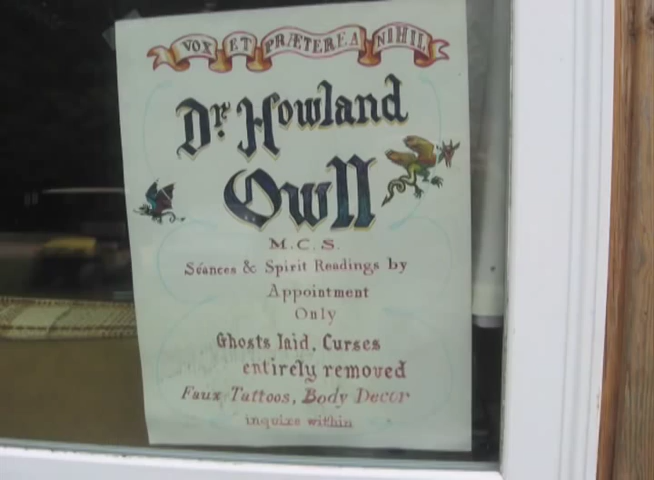 VOX ET PRÆTEREA NIHIL
Dr Howland
Owll
M.C.S.
Séances & Spirit Readings by
Appointment
Only
Ghosts laid, Curses
entirely removed
Faux Tattoos, Body Decor
inquire within